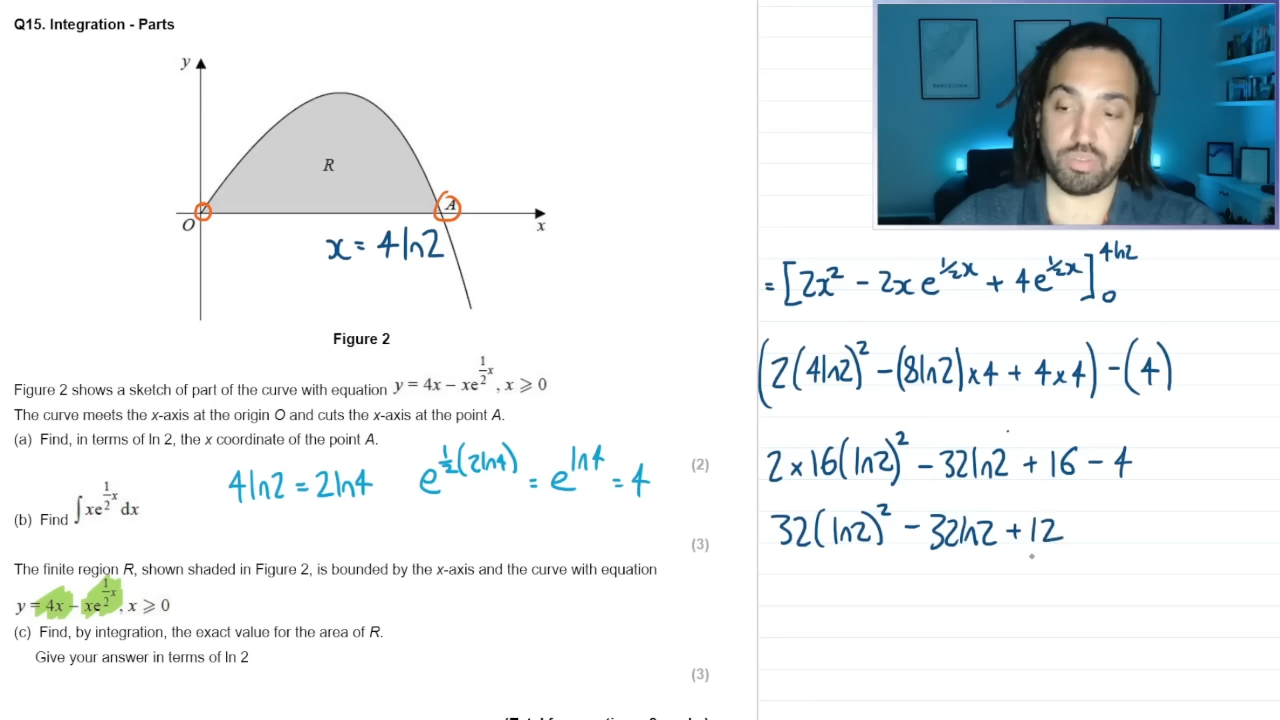 Q15. Integration - Parts
y
R
A
O
x
x = 4ln2
Figure 2
Figure 2 shows a sketch of part of the curve with equation y = 4x − xe^{1/2 x}, x ⩾ 0
The curve meets the x-axis at the origin O and cuts the x-axis at the point A.
(a) Find, in terms of ln 2, the x coordinate of the point A.
(2)
4ln2 = 2ln4 e^{½(2ln4)} = e^{ln4} = 4
(b) Find ∫xe^{1/2 x} dx
(3)
The finite region R, shown shaded in Figure 2, is bounded by the x-axis and the curve with equation
y = 4x − xe^{1/2 x}, x ⩾ 0
(c) Find, by integration, the exact value for the area of R.
Give your answer in terms of ln 2
(3)
BARCELONA
= [2x² − 2xe^{½x} + 4e^{½x}]₀^{4ln2}
(2(4ln2)² − (8ln2)×4 + 4×4) − (4)
2×16(ln2)² − 32ln2 + 16 − 4
32(ln2)² − 32ln2 + 12